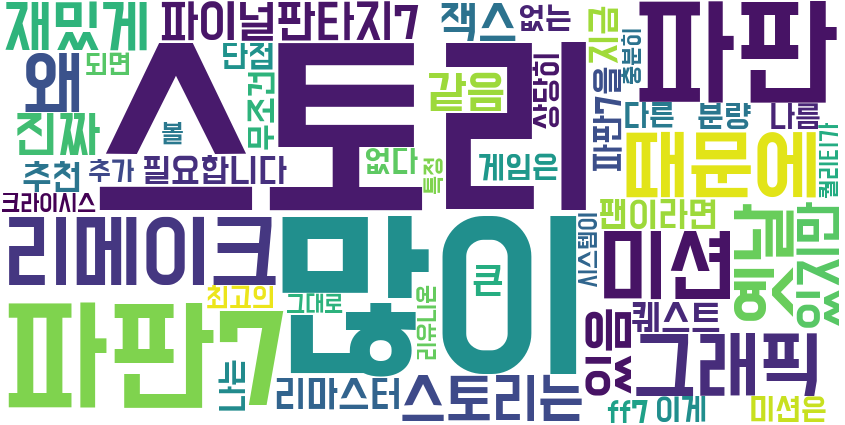 재밌게 파이널판타지7 잭스 없는 지금 파판
왜 되면 단점 무조건 스토리 같음 상당히 충분히
진짜 볼 파판7을 다른 분량 나름
추천 추가 필요합니다 없다 특정 게임은 때문에 퀄리티가
크라이시스 팬이라면
리메이크 많이 큰 시스템이 미션 옛날 있지만
최고의 그대로 리유니온 퀘스트
파판7 있음 그래픽
나는 리마스터 스토리는 ff7 이게 미션은